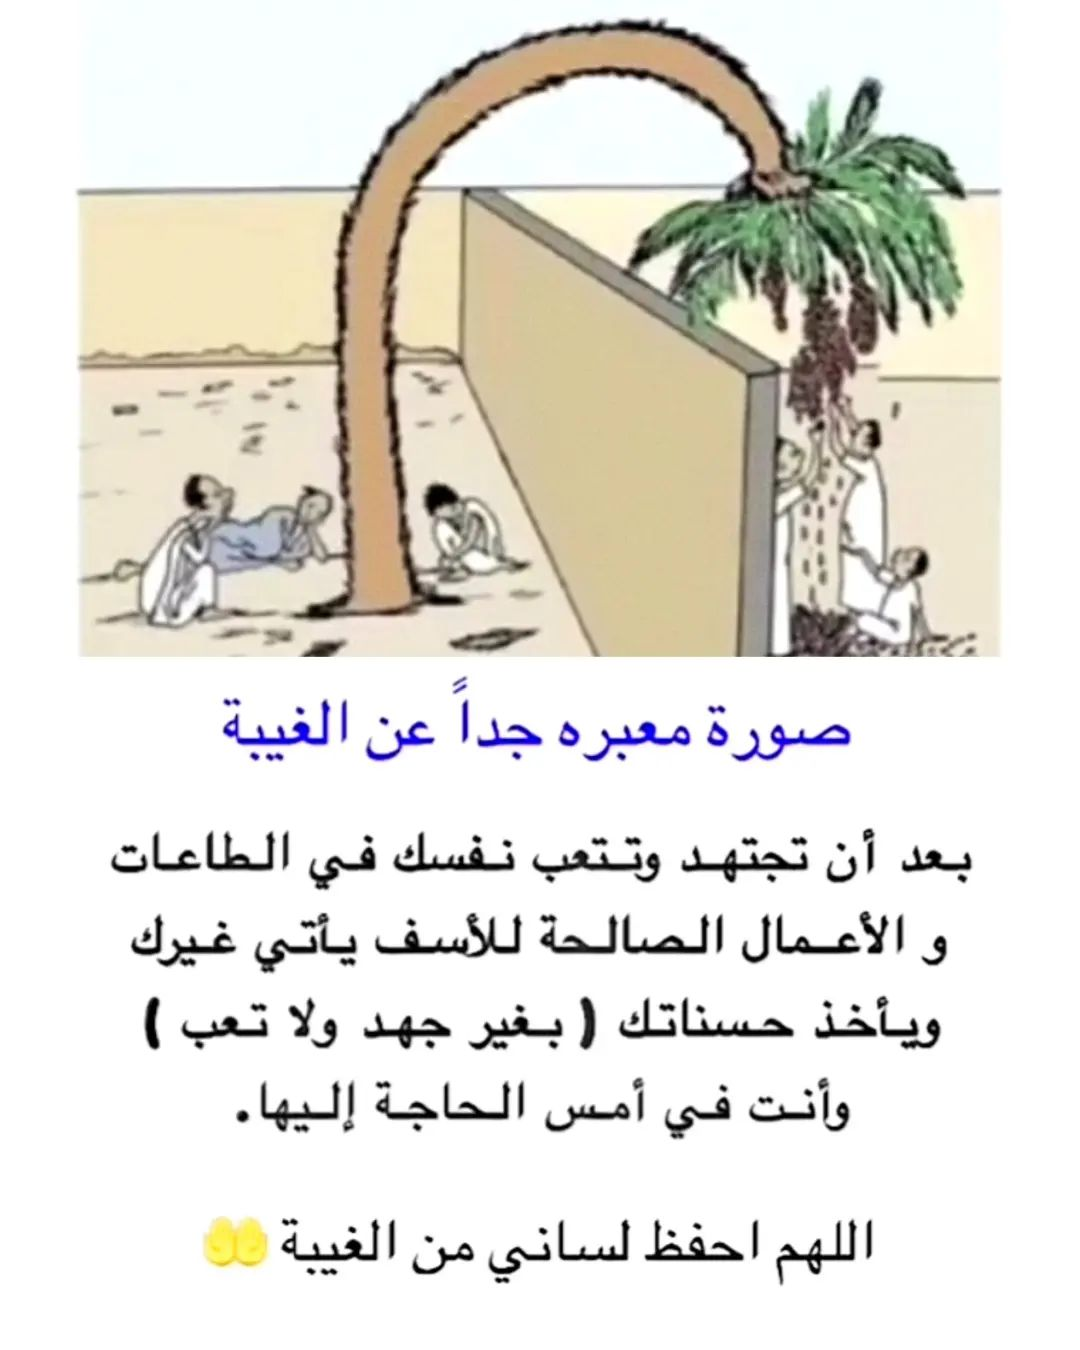 صورة معبره جداً عن الغيبة
بعد أن تجتهد وتتعب نفسك في الطاعات
و الأعمال الصالحة للأسف يأتي غيرك
ويأخذ حسناتك ( بغير جهد ولا تعب )
وأنت في أمس الحاجة إليها.
اللهم احفظ لساني من الغيبة 🤲